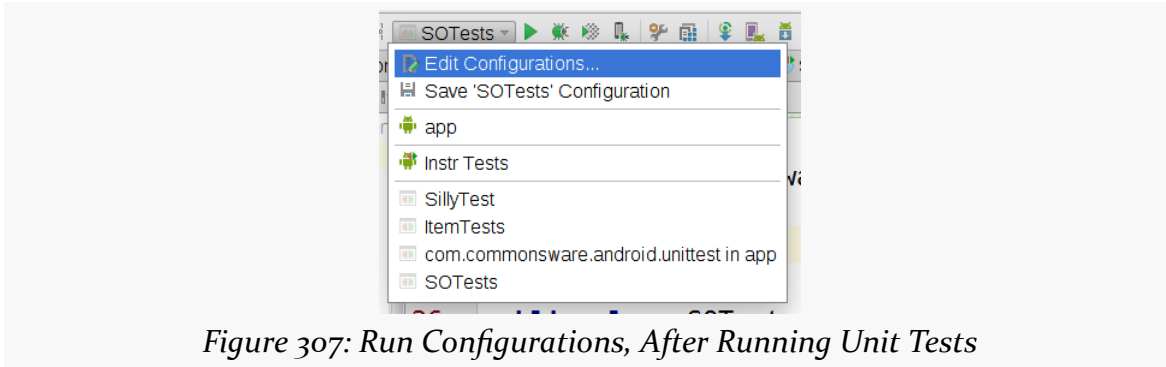 SOTests
Edit Configurations...
Save 'SOTests' Configuration
app
Instr Tests
SillyTest
ItemTests
com.commonsware.android.unittest in app
SOTests
Figure 307: Run Configurations, After Running Unit Tests